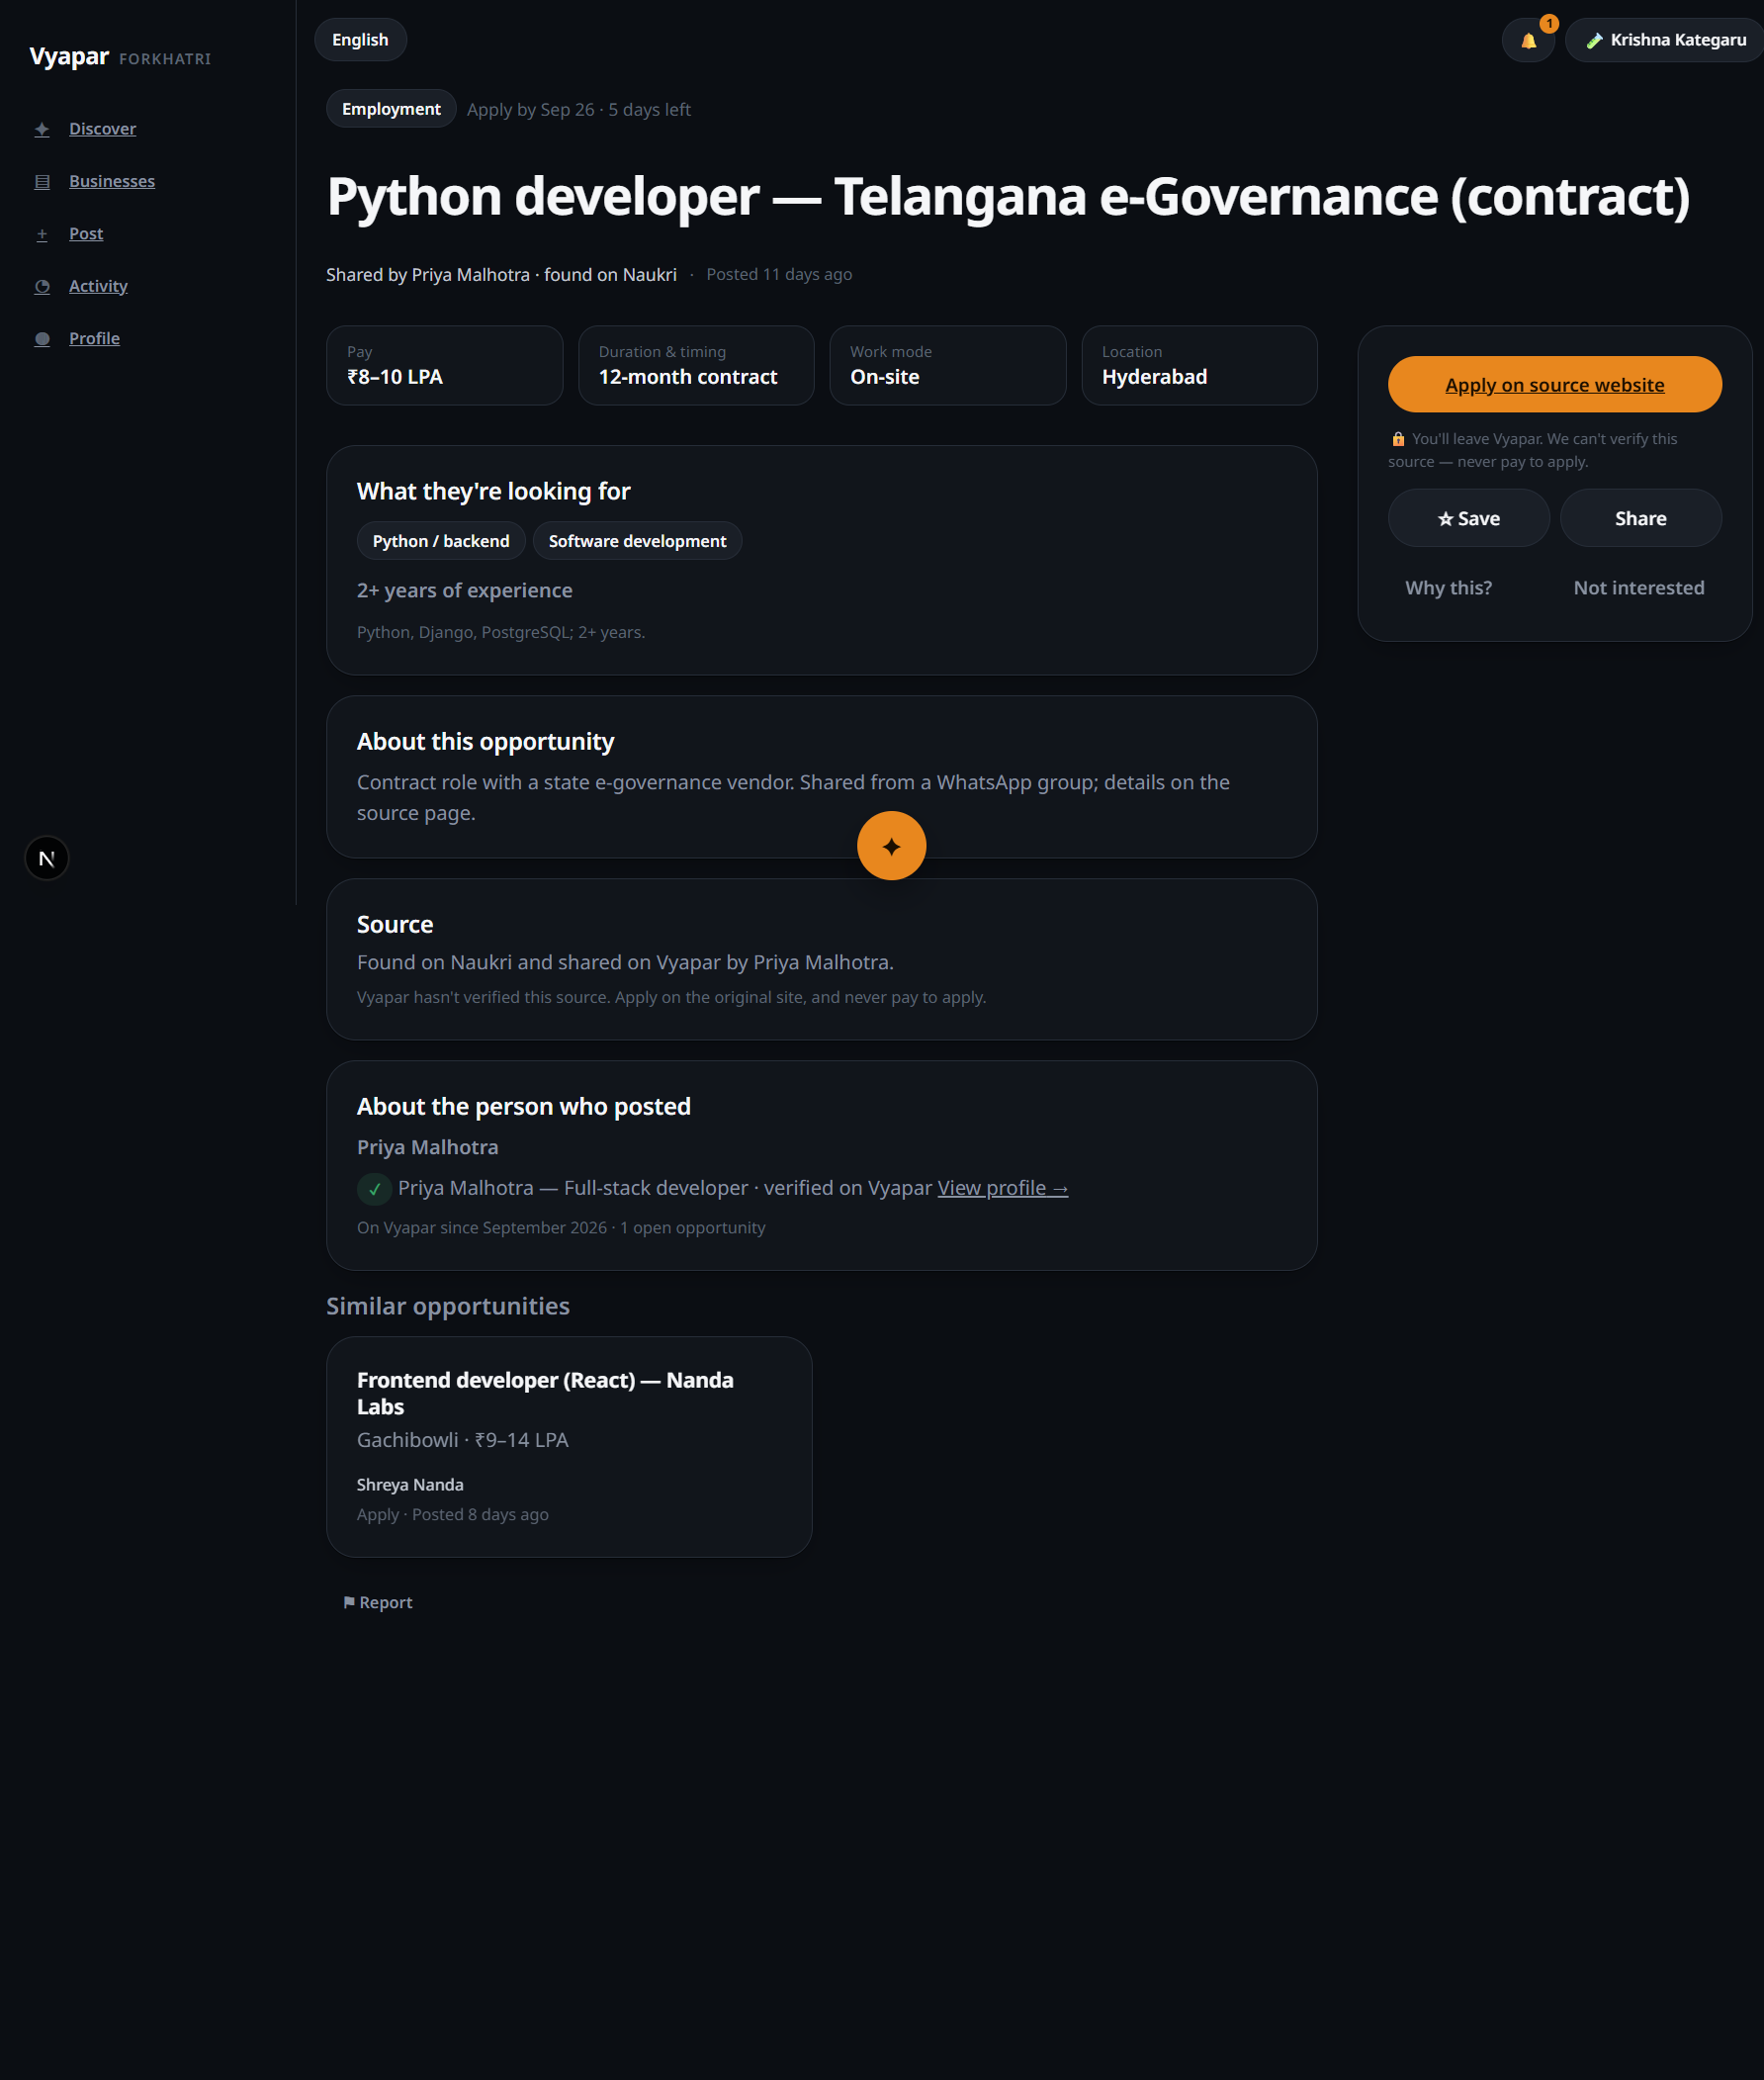 Vyapar FORKHATRI
Discover
Businesses
Post
Activity
Profile
English
1
Krishna Kategaru
Employment Apply by Sep 26 · 5 days left
Python developer — Telangana e-Governance (contract)
Shared by Priya Malhotra · found on Naukri · Posted 11 days ago
Pay
₹8–10 LPA
Duration & timing
12-month contract
Work mode
On-site
Location
Hyderabad
Apply on source website
🔒 You'll leave Vyapar. We can't verify this
source — never pay to apply.
☆ Save
Share
Why this?
Not interested
What they're looking for
Python / backend
Software development
2+ years of experience
Python, Django, PostgreSQL; 2+ years.
About this opportunity
Contract role with a state e-governance vendor. Shared from a WhatsApp group; details on the
source page.
N
Source
Found on Naukri and shared on Vyapar by Priya Malhotra.
Vyapar hasn't verified this source. Apply on the original site, and never pay to apply.
About the person who posted
Priya Malhotra
✓ Priya Malhotra — Full-stack developer · verified on Vyapar View profile →
On Vyapar since September 2026 · 1 open opportunity
Similar opportunities
Frontend developer (React) — Nanda
Labs
Gachibowli · ₹9–14 LPA
Shreya Nanda
Apply · Posted 8 days ago
⚑ Report